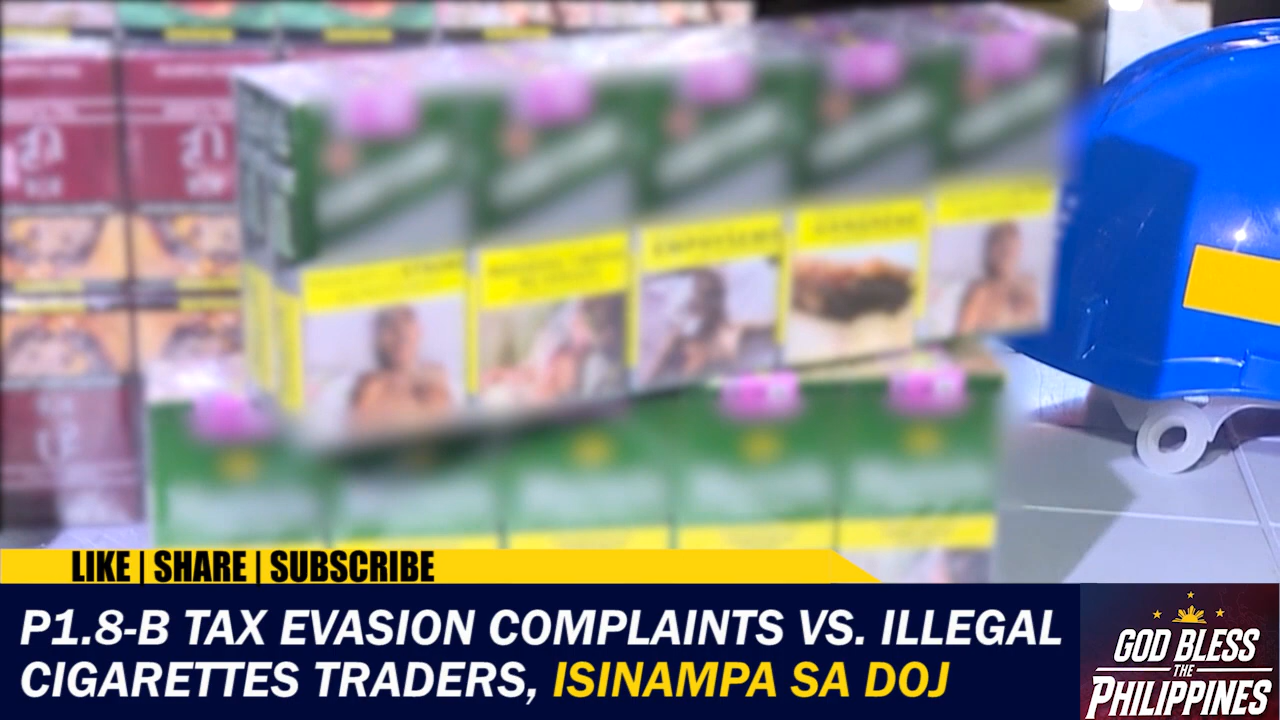 LIKE | SHARE | SUBSCRIBE
P1.8-B TAX EVASION COMPLAINTS VS. ILLEGAL
CIGARETTES TRADERS, ISINAMPA SA DOJ
GOD BLESS
THE
PHILIPPINES